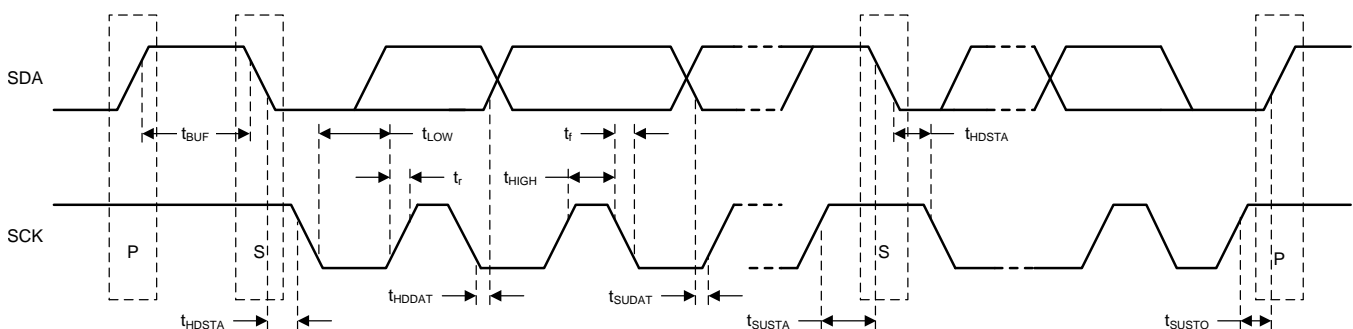 SDA
tBUF
tLOW
tf
tHDSTA
tr
tHIGH
SCK
P
S
S
P
tHDDAT
tSUDAT
tHDSTA
tSUSTA
tSUSTO